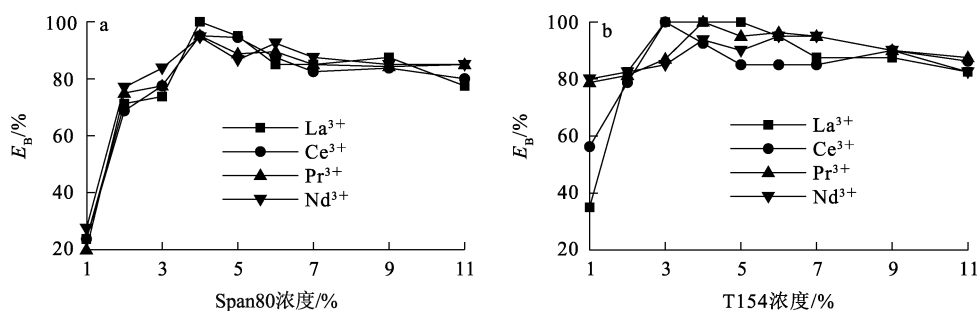 a
100
80
60
40
20
E_B/%
La³⁺
Ce³⁺
Pr³⁺
Nd³⁺
1 3 5 7 9 11
Span80浓度/%
b
100
80
60
40
20
E_B/%
La³⁺
Ce³⁺
Pr³⁺
Nd³⁺
1 3 5 7 9 11
T154浓度/%